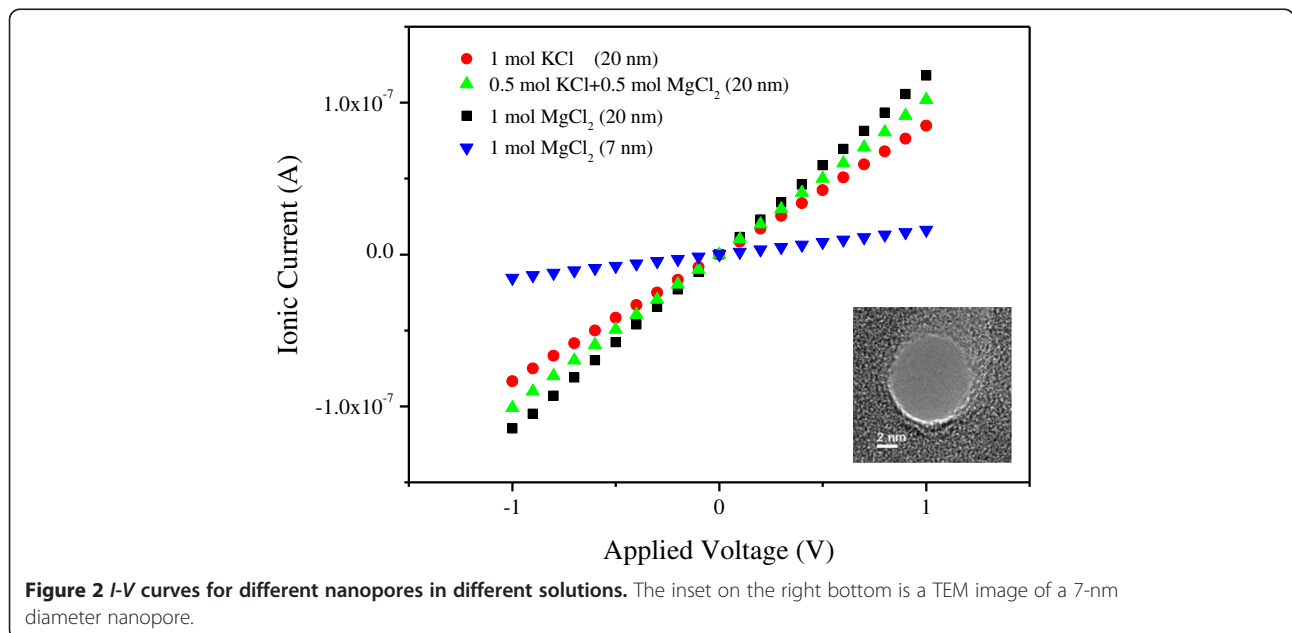 1 mol KCl (20 nm)
0.5 mol KCl+0.5 mol MgCl₂ (20 nm)
1 mol MgCl₂ (20 nm)
1 mol MgCl₂ (7 nm)
1.0x10⁻⁷
0.0
-1.0x10⁻⁷
Ionic Current (A)
2 nm
-1 0 1
Applied Voltage (V)
Figure 2 I-V curves for different nanopores in different solutions. The inset on the right bottom is a TEM image of a 7-nm
diameter nanopore.